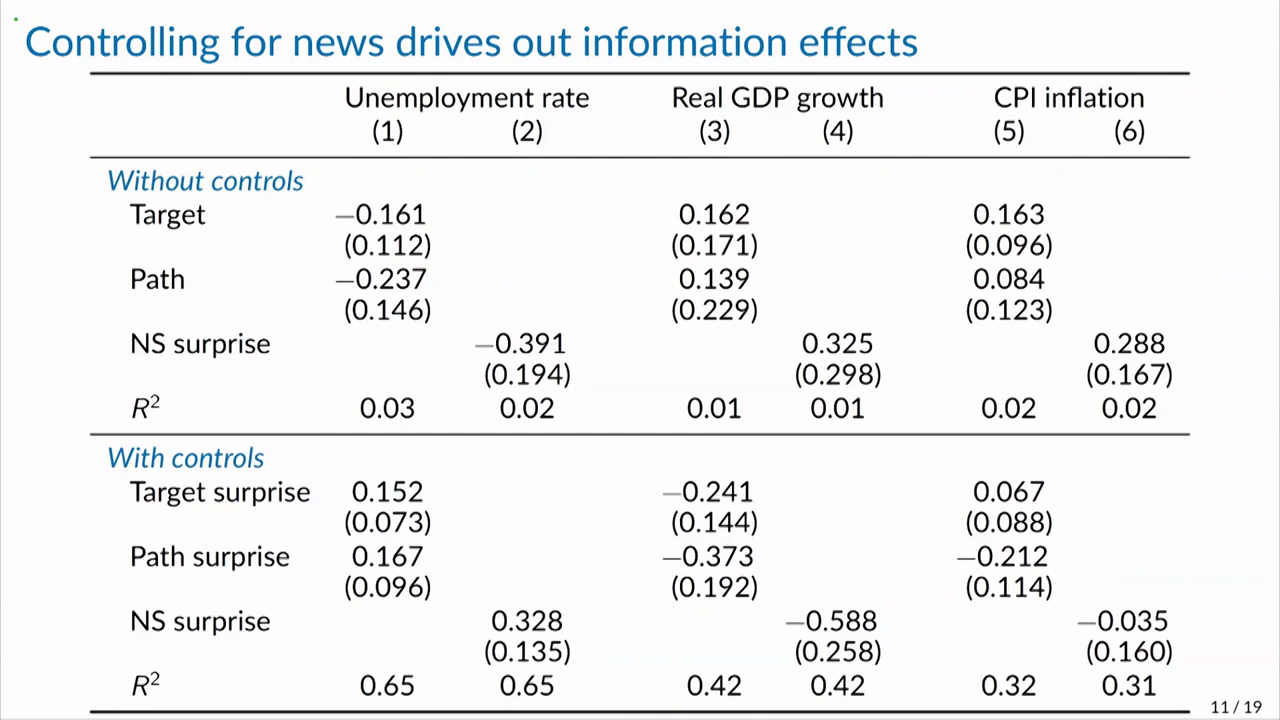 Controlling for news drives out information effects
Unemployment rate Real GDP growth CPI inflation
(1) (2) (3) (4) (5) (6)
Without controls
Target −0.161 0.162 0.163
(0.112) (0.171) (0.096)
Path −0.237 0.139 0.084
(0.146) (0.229) (0.123)
NS surprise −0.391 0.325 0.288
(0.194) (0.298) (0.167)
R² 0.03 0.02 0.01 0.01 0.02 0.02
With controls
Target surprise 0.152 −0.241 0.067
(0.073) (0.144) (0.088)
Path surprise 0.167 −0.373 −0.212
(0.096) (0.192) (0.114)
NS surprise 0.328 −0.588 −0.035
(0.135) (0.258) (0.160)
R² 0.65 0.65 0.42 0.42 0.32 0.31
11 / 19